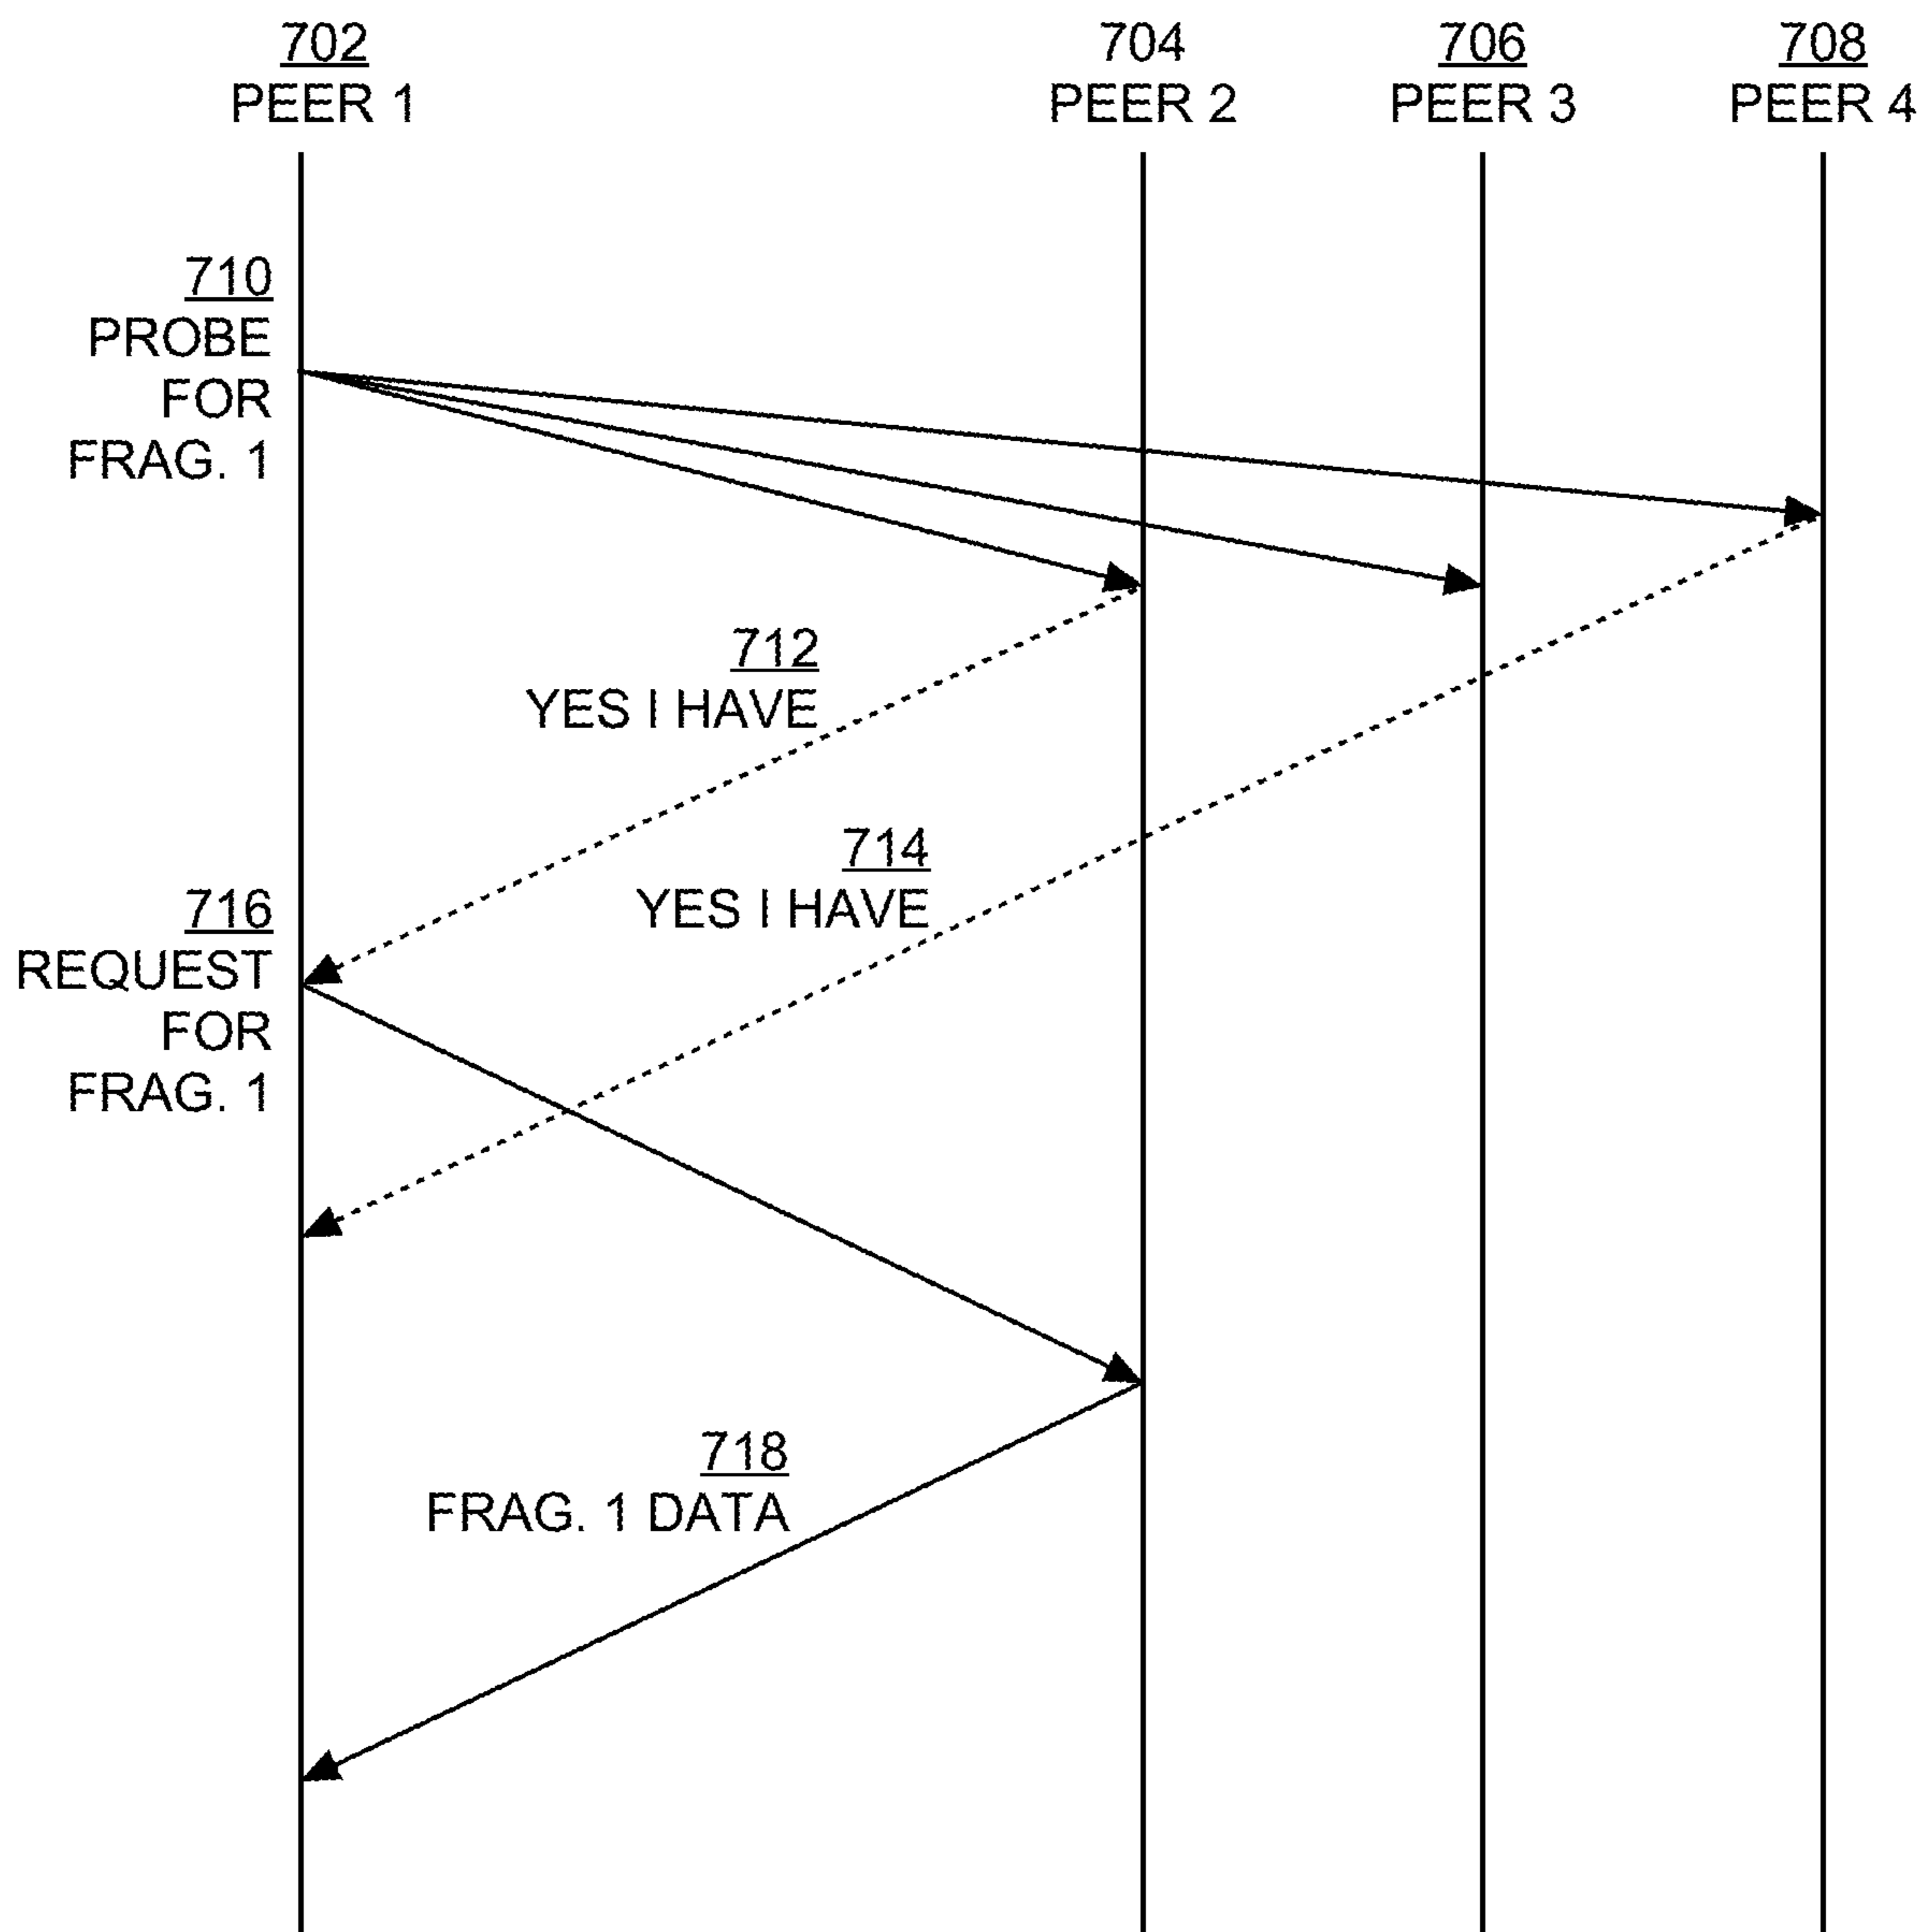 702
PEER 1
704
PEER 2
706
PEER 3
708
PEER 4
710
PROBE
FOR
FRAG. 1
712
YES I HAVE
714
YES I HAVE
716
REQUEST
FOR
FRAG. 1
718
FRAG. 1 DATA